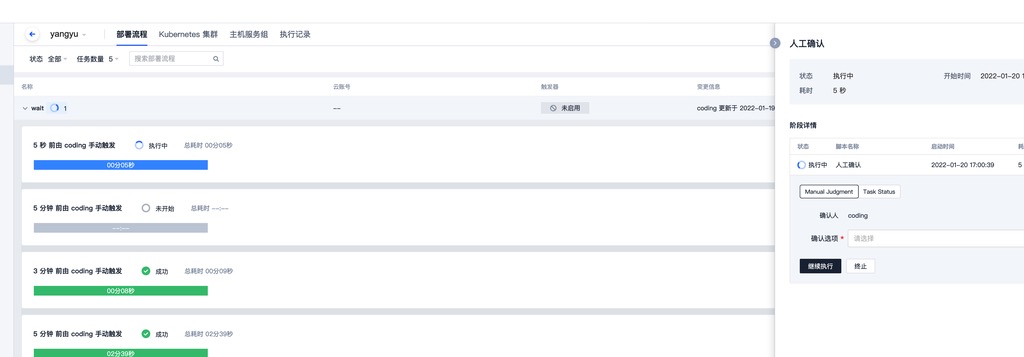 yangyu 部署流程 Kubernetes 集群 主机服务组 执行记录
状态 全部 任务数量 5 搜索部署流程
名称 云账号 触发器 变更信息
wait 1 -- 未启用 coding 更新于 2022-01-19
5 秒 前由 coding 手动触发 执行中 总耗时 00分05秒
00分05秒
5 分钟 前由 coding 手动触发 未开始 总耗时 --:--
--:--
3 分钟 前由 coding 手动触发 成功 总耗时 00分09秒
00分08秒
5 分钟 前由 coding 手动触发 成功 总耗时 02分39秒
02分39秒
人工确认
状态 执行中 开始时间 2022-01-20 1
耗时 5 秒
阶段详情
状态 脚本名称 启动时间 耗
执行中 人工确认 2022-01-20 17:00:39 5
Manual Judgment Task Status
确认人 coding
确认选项 * 请选择
继续执行 终止